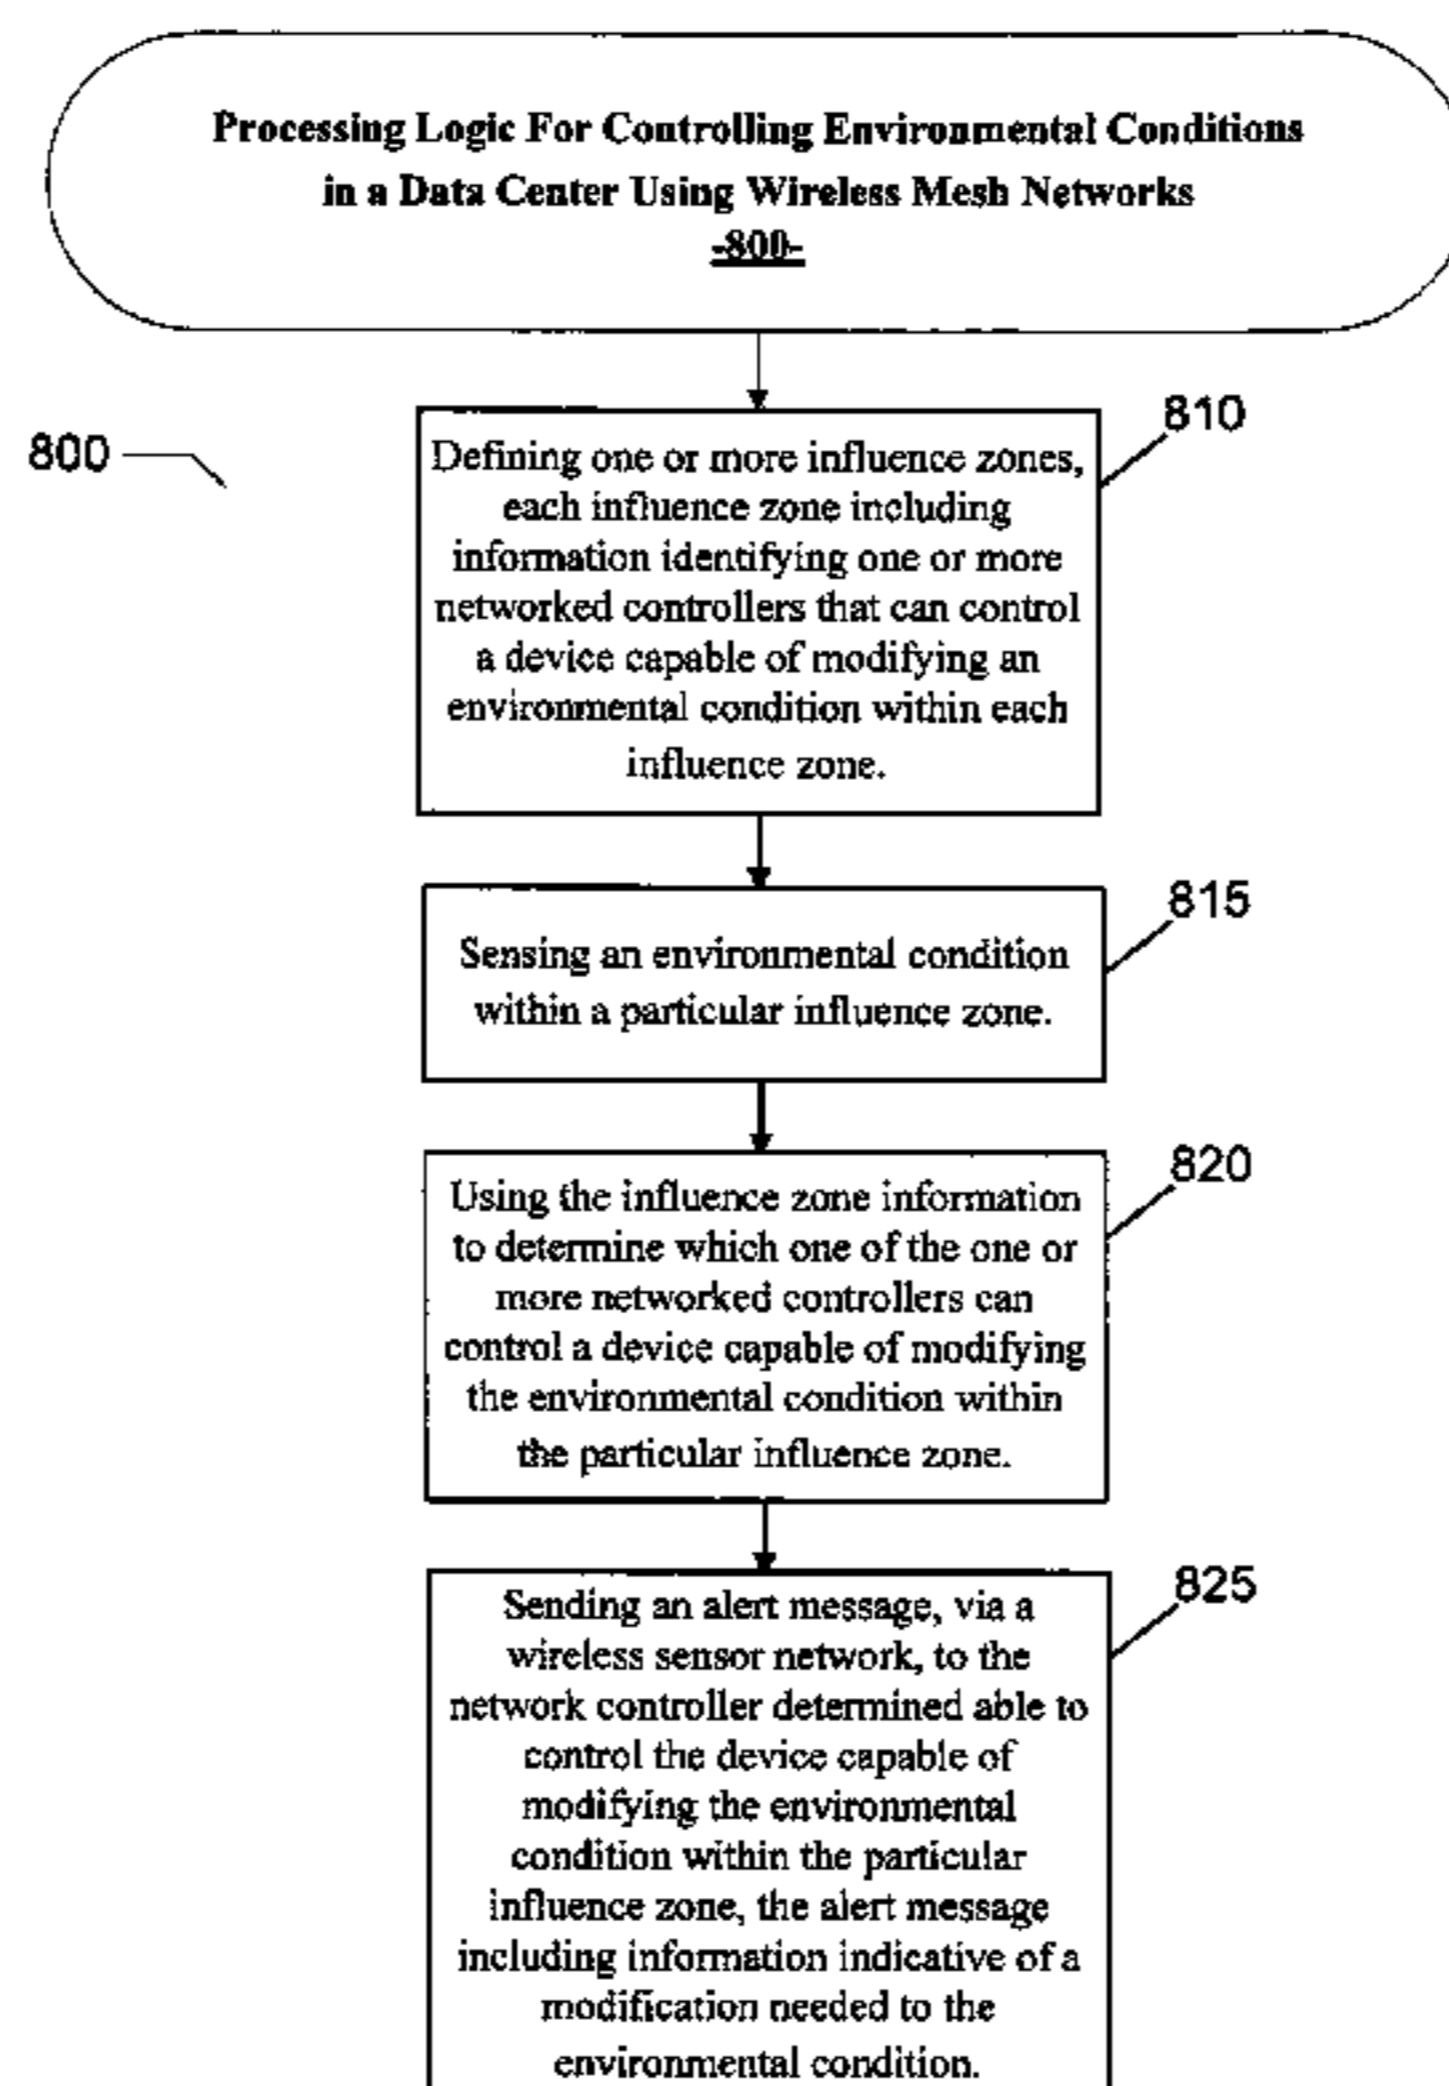 Processing Logic For Controlling Environmental Conditions
in a Data Center Using Wireless Mesh Networks
-800-
800
810
Defining one or more influence zones,
each influence zone including
information identifying one or more
networked controllers that can control
a device capable of modifying an
environmental condition within each
influence zone.
815
Sensing an environmental condition
within a particular influence zone.
820
Using the influence zone information
to determine which one of the one or
more networked controllers can
control a device capable of modifying
the environmental condition within
the particular influence zone.
825
Sending an alert message, via a
wireless sensor network, to the
network controller determined able to
control the device capable of
modifying the environmental
condition within the particular
influence zone, the alert message
including information indicative of a
modification needed to the
environmental condition.